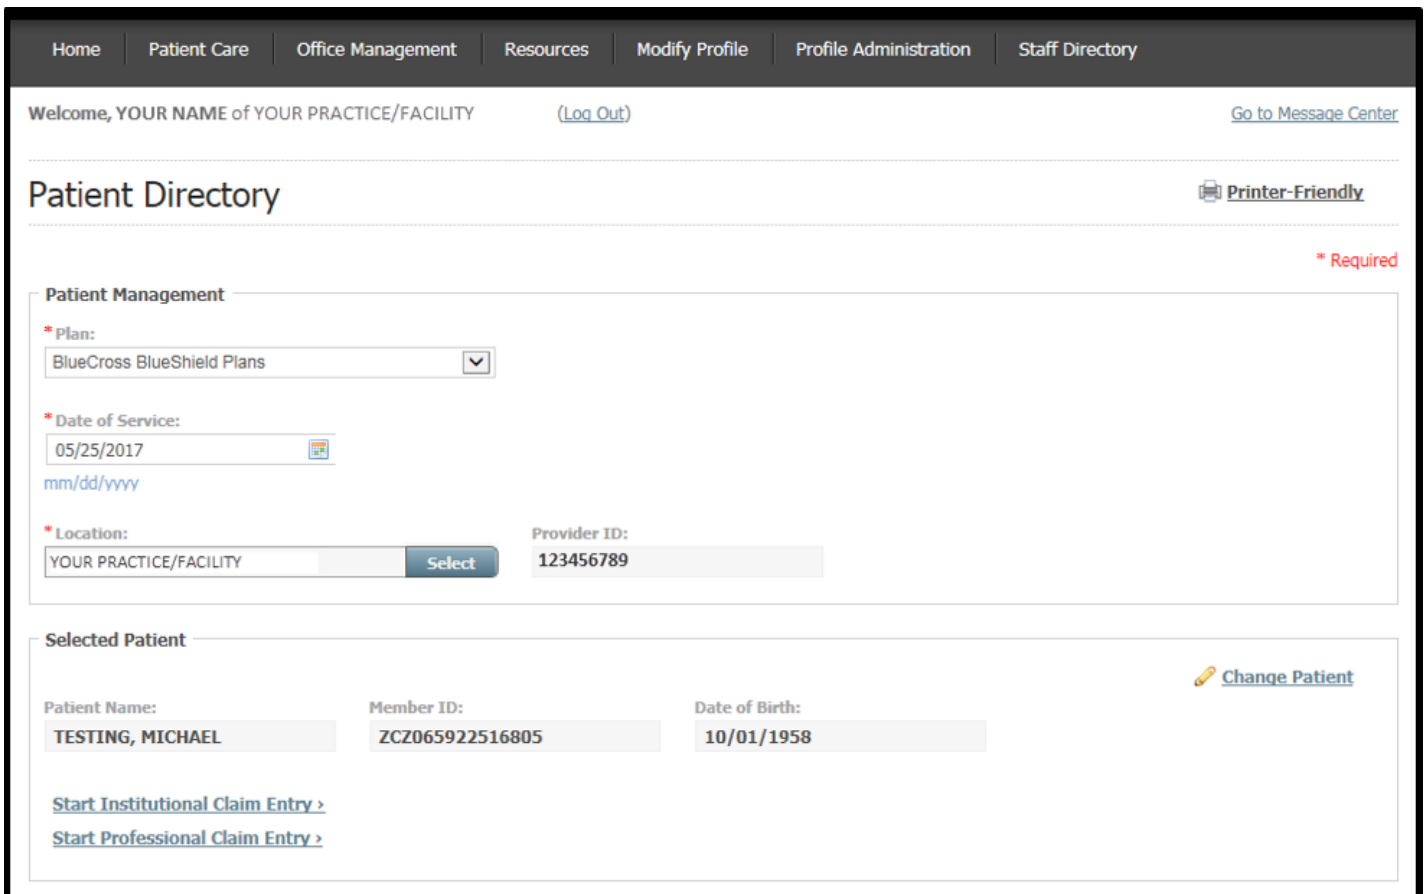 Home Patient Care Office Management Resources Modify Profile Profile Administration Staff Directory
Welcome, YOUR NAME of YOUR PRACTICE/FACILITY (Log Out) Go to Message Center
Patient Directory Printer-Friendly
* Required
Patient Management
* Plan:
BlueCross BlueShield Plans
* Date of Service:
05/25/2017
mm/dd/yyyy
* Location: Provider ID:
YOUR PRACTICE/FACILITY Select 123456789
Selected Patient
Change Patient
Patient Name: Member ID: Date of Birth:
TESTING, MICHAEL ZCZ065922516805 10/01/1958
Start Institutional Claim Entry ›
Start Professional Claim Entry ›